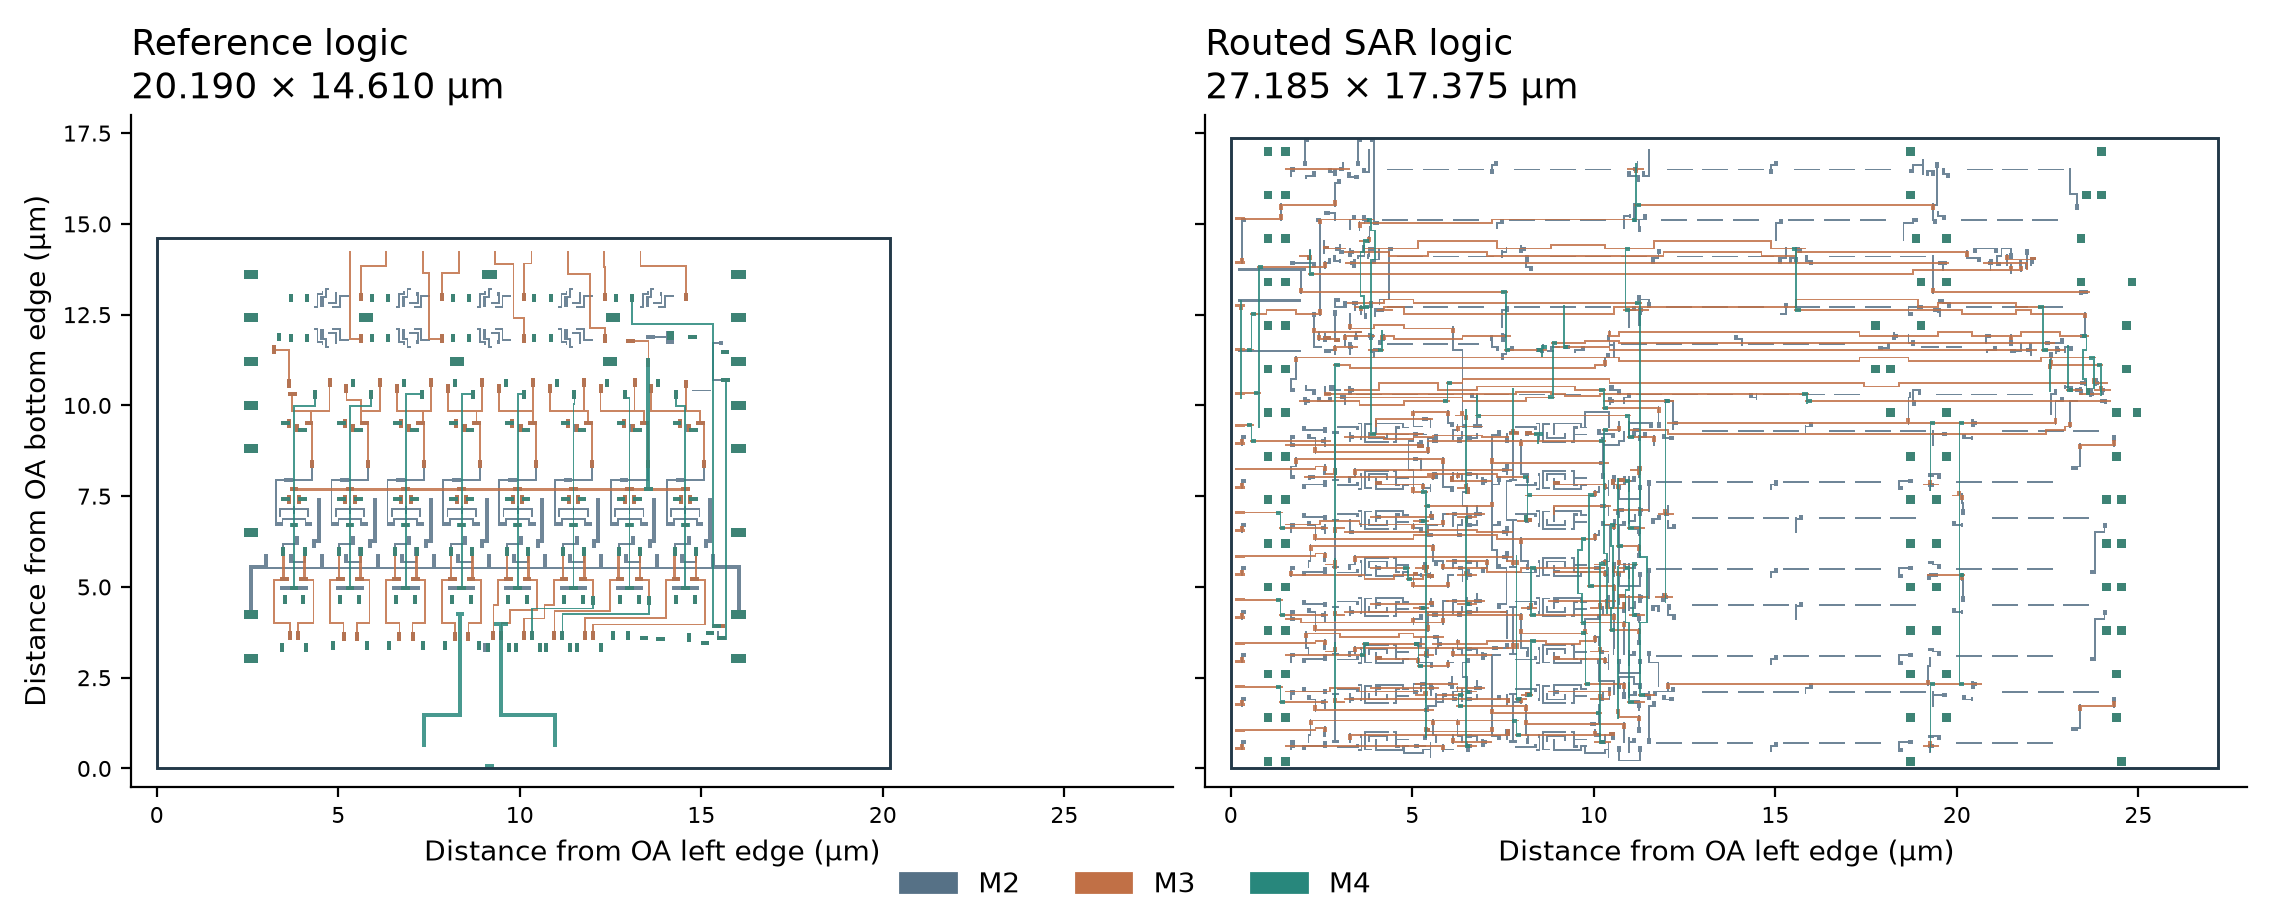 Reference logic
20.190 × 14.610 µm
Routed SAR logic
27.185 × 17.375 µm
Distance from OA bottom edge (µm)
17.5
15.0
12.5
10.0
7.5
5.0
2.5
0.0
0 5 10 15 20 25
0 5 10 15 20 25
Distance from OA left edge (µm)
Distance from OA left edge (µm)
M2 M3 M4